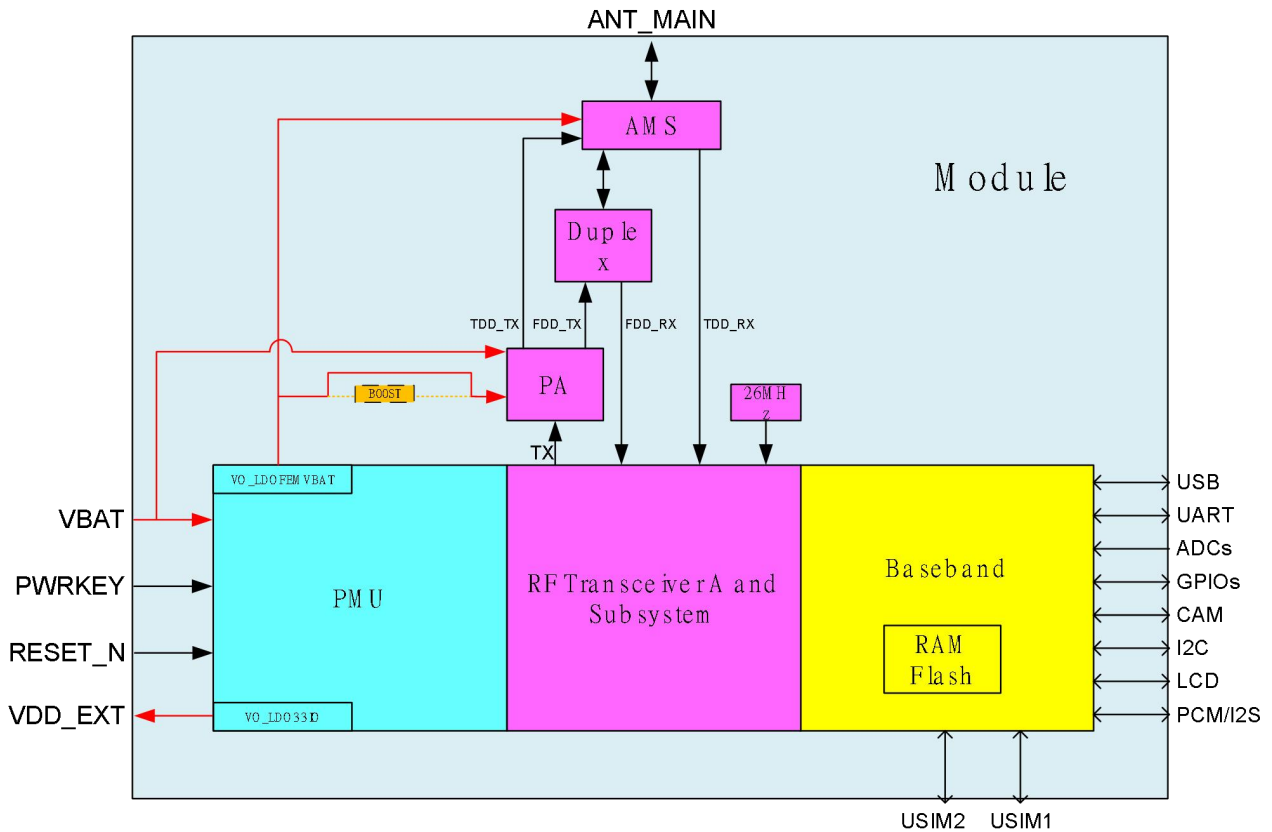 ANT_MAIN
AMS
Module
Duple
x
TDD_TX
FDD_TX
FDD_RX
TDD_RX
PA
BOOST
26MH
z
TX
VO_LDOFEMVBAT
VBAT
PWRKEY
RESET_N
VDD_EXT
PMU
VO_LDO33IO
RF Transceiver A and
Subsystem
Baseband
RAM
Flash
USB
UART
ADCs
GPIOs
CAM
I2C
LCD
PCM/I2S
USIM2
USIM1